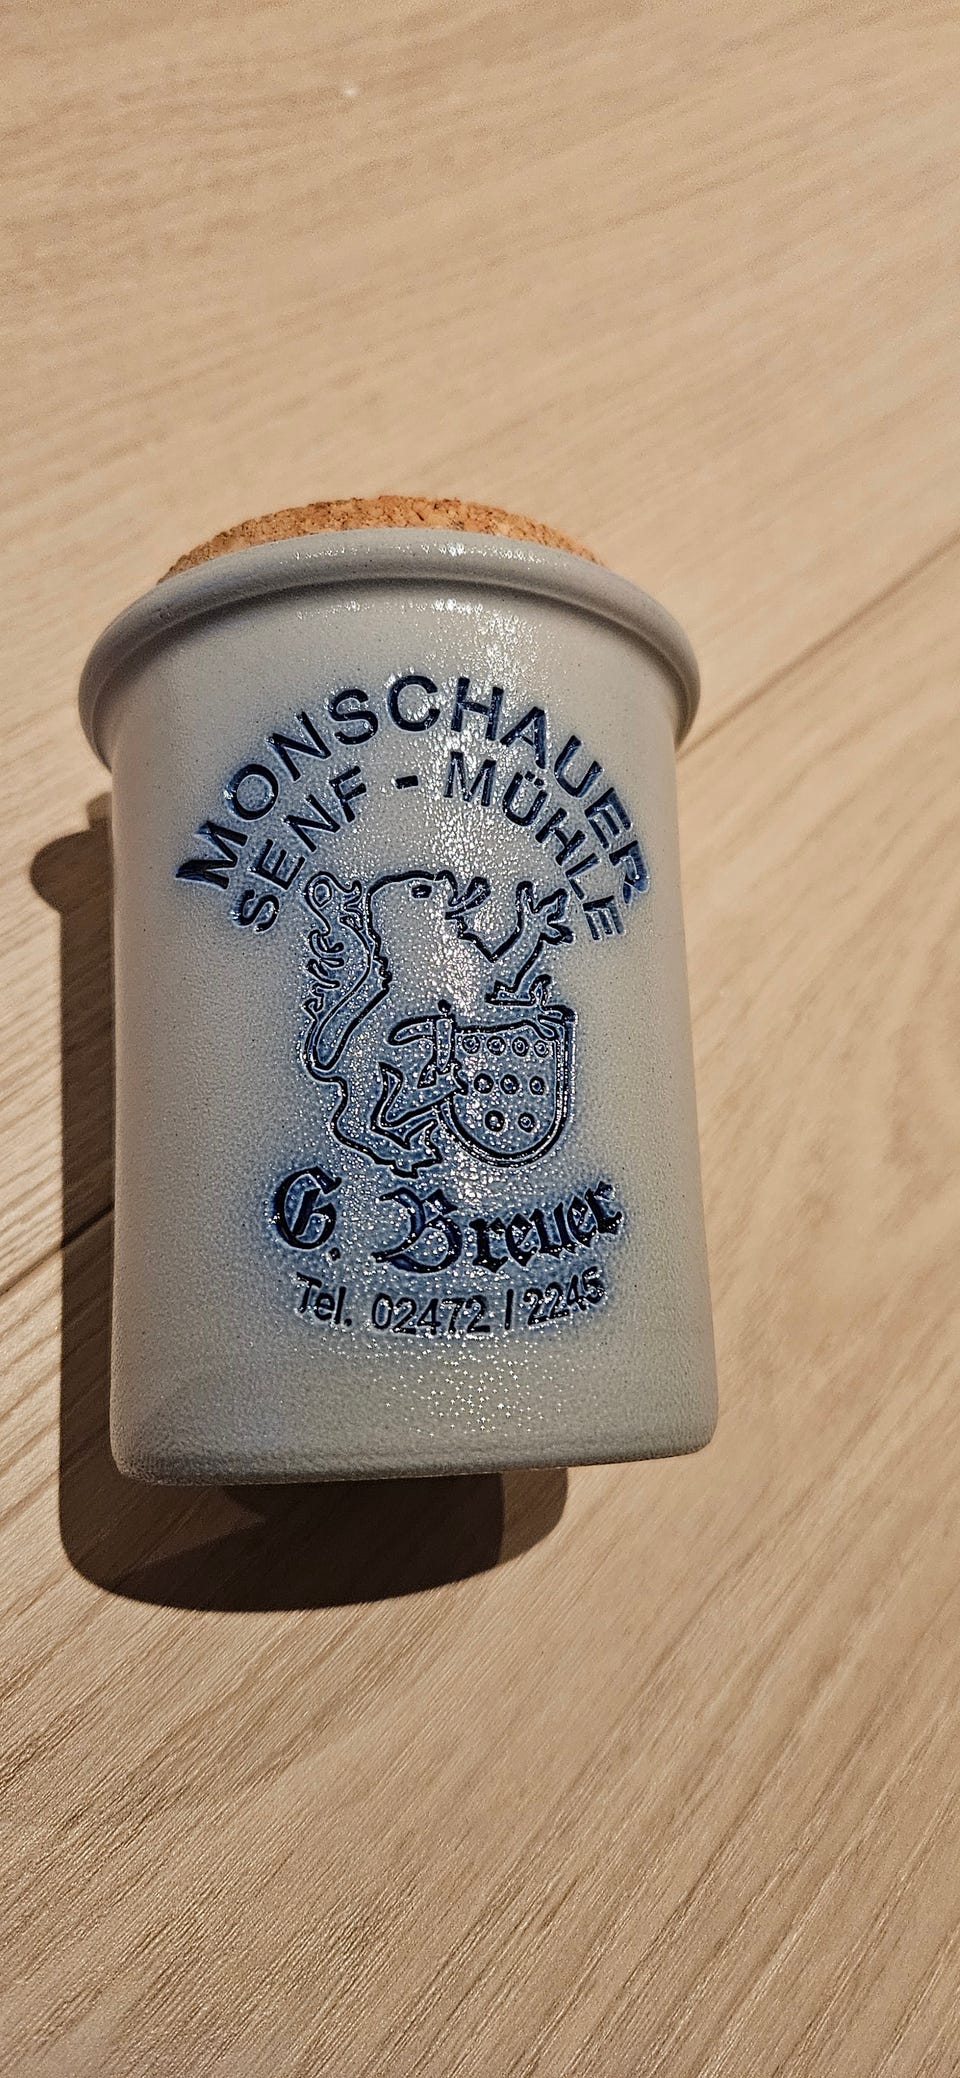 MONSCHAUER
SENF - MÜHLE
G. Breuer
Tel. 02472 / 2245